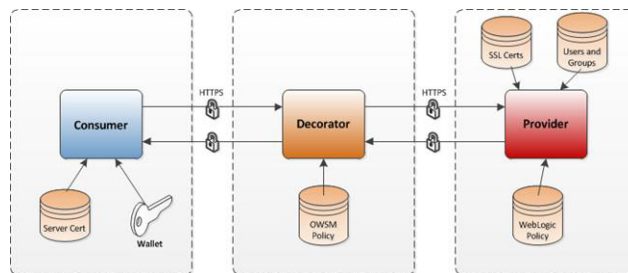 SSL Certs
Users and
Groups
HTTPS
HTTPS
Consumer
Decorator
Provider
Server Cert
Wallet
OWSM
Policy
WebLogic
Policy